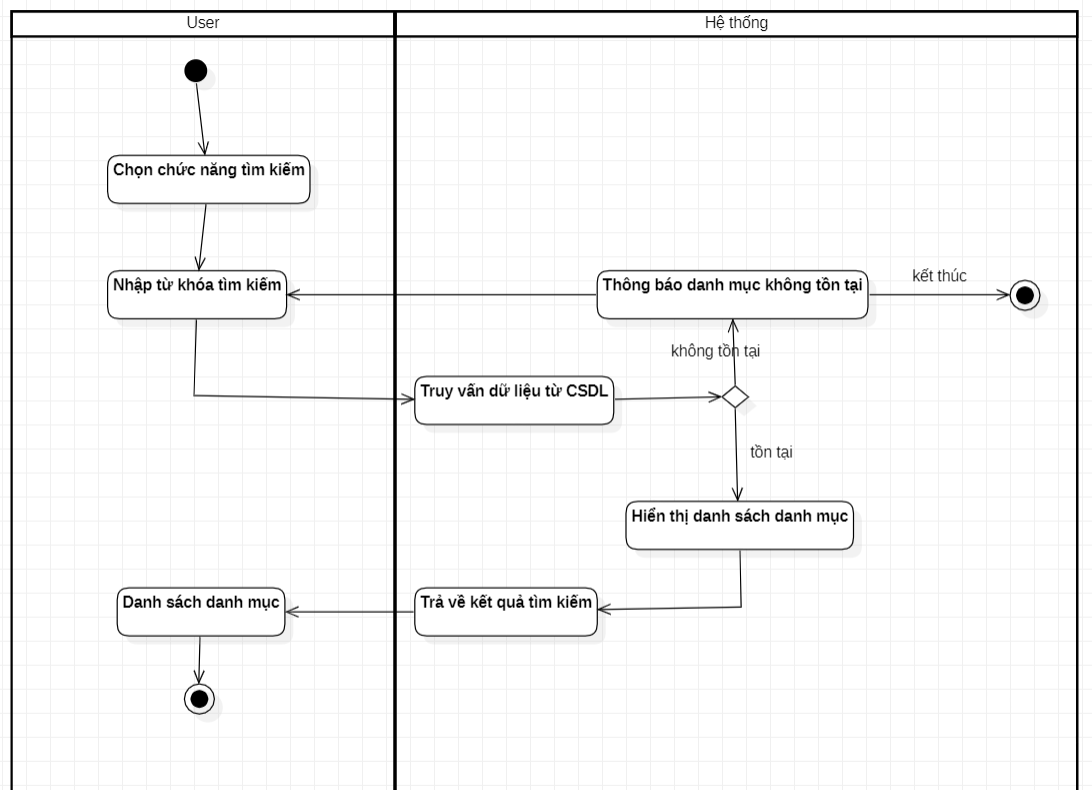 User
Hệ thống
Chọn chức năng tìm kiếm
Nhập từ khóa tìm kiếm
Thông báo danh mục không tồn tại
kết thúc
không tồn tại
Truy vấn dữ liệu từ CSDL
tồn tại
Hiển thị danh sách danh mục
Danh sách danh mục
Trả về kết quả tìm kiếm